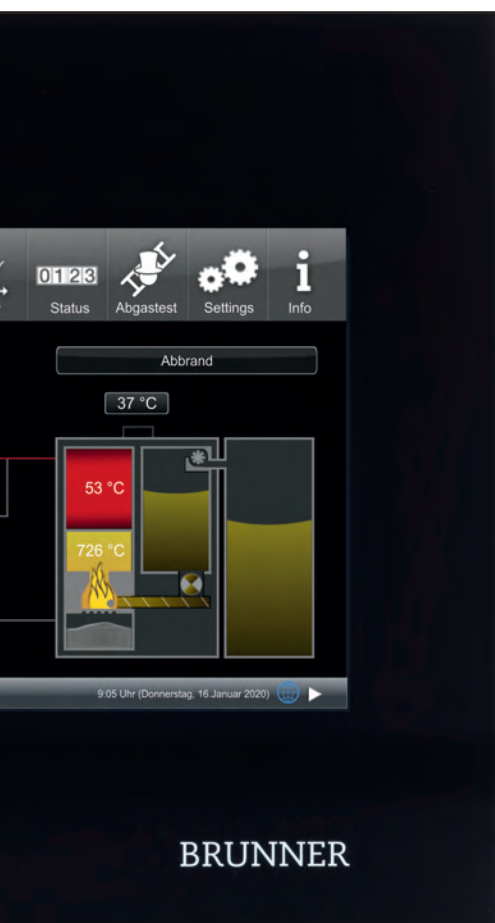 0123
Status Abgastest Settings Info
Abbrand
37 °C
53 °C
726 °C
9:05 Uhr (Donnerstag, 16.Januar 2020)
BRUNNER